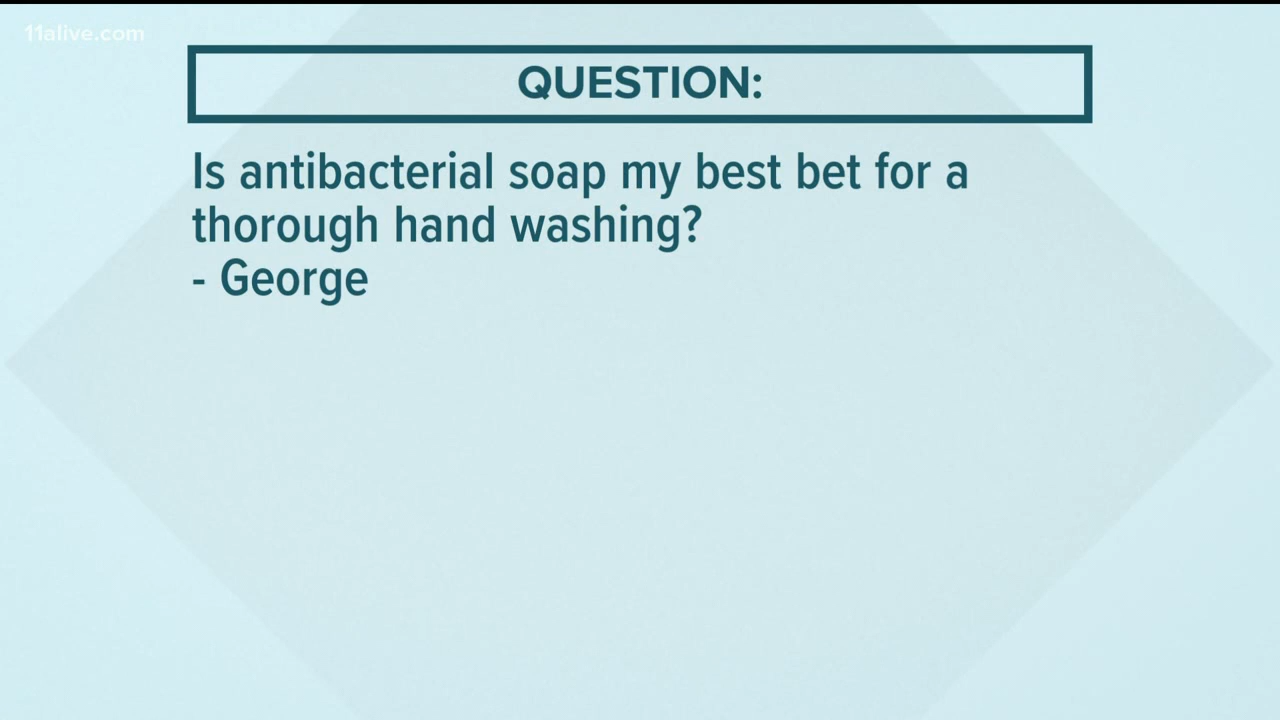 11alive.com
QUESTION:
Is antibacterial soap my best bet for a
thorough hand washing?
- George